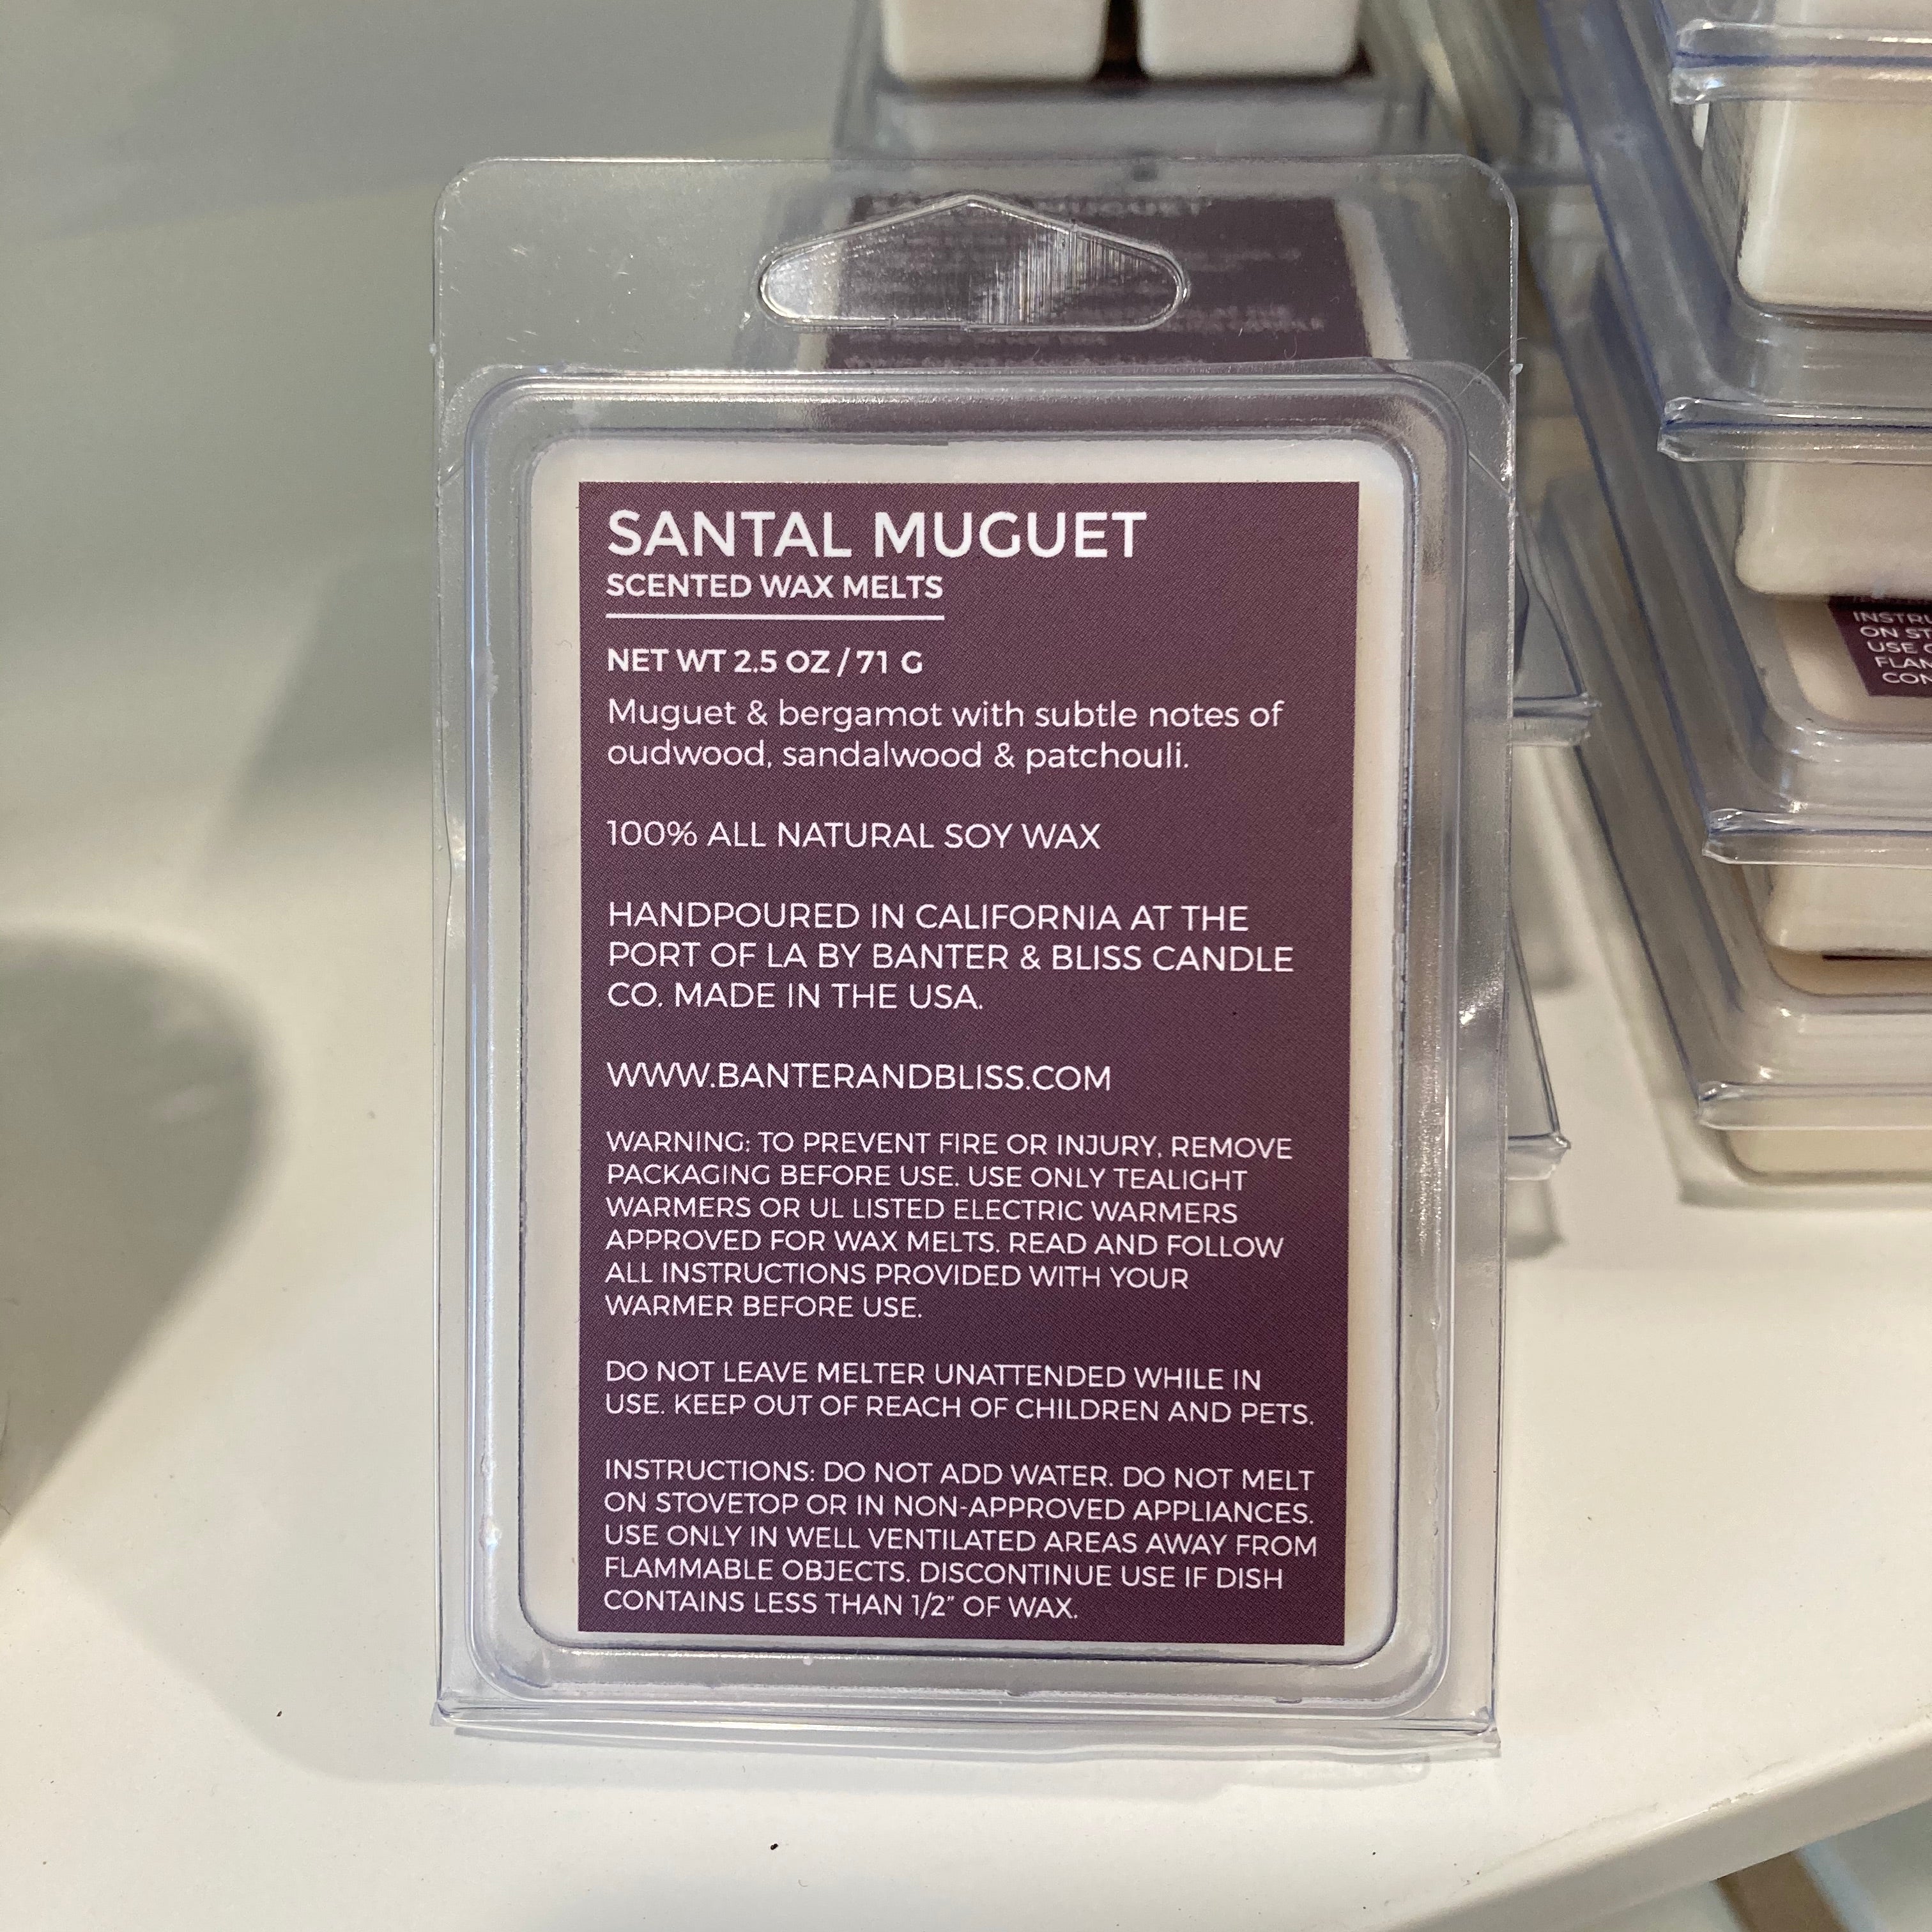 SANTAL MUGUET
SCENTED WAX MELTS
NET WT 2.5 OZ / 71 G
Muguet & bergamot with subtle notes of
oudwood, sandalwood & patchouli.
100% ALL NATURAL SOY WAX
HANDPOURED IN CALIFORNIA AT THE
PORT OF LA BY BANTER & BLISS CANDLE
CO. MADE IN THE USA.
WWW.BANTERANDBLISS.COM
WARNING: TO PREVENT FIRE OR INJURY, REMOVE
PACKAGING BEFORE USE. USE ONLY TEALIGHT
WARMERS OR UL LISTED ELECTRIC WARMERS
APPROVED FOR WAX MELTS. READ AND FOLLOW
ALL INSTRUCTIONS PROVIDED WITH YOUR
WARMER BEFORE USE.
DO NOT LEAVE MELTER UNATTENDED WHILE IN
USE. KEEP OUT OF REACH OF CHILDREN AND PETS.
INSTRUCTIONS: DO NOT ADD WATER. DO NOT MELT
ON STOVETOP OR IN NON-APPROVED APPLIANCES.
USE ONLY IN WELL VENTILATED AREAS AWAY FROM
FLAMMABLE OBJECTS. DISCONTINUE USE IF DISH
CONTAINS LESS THAN 1/2" OF WAX.
INSTRU
ON ST
USE O
FLAM
CON